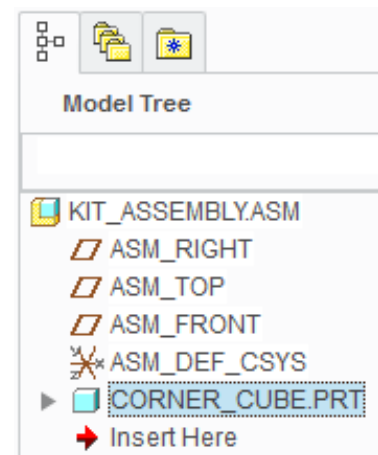 Model Tree
KIT_ASSEMBLY.ASM
ASM_RIGHT
ASM_TOP
ASM_FRONT
ASM_DEF_CSYS
CORNER_CUBE.PRT
Insert Here